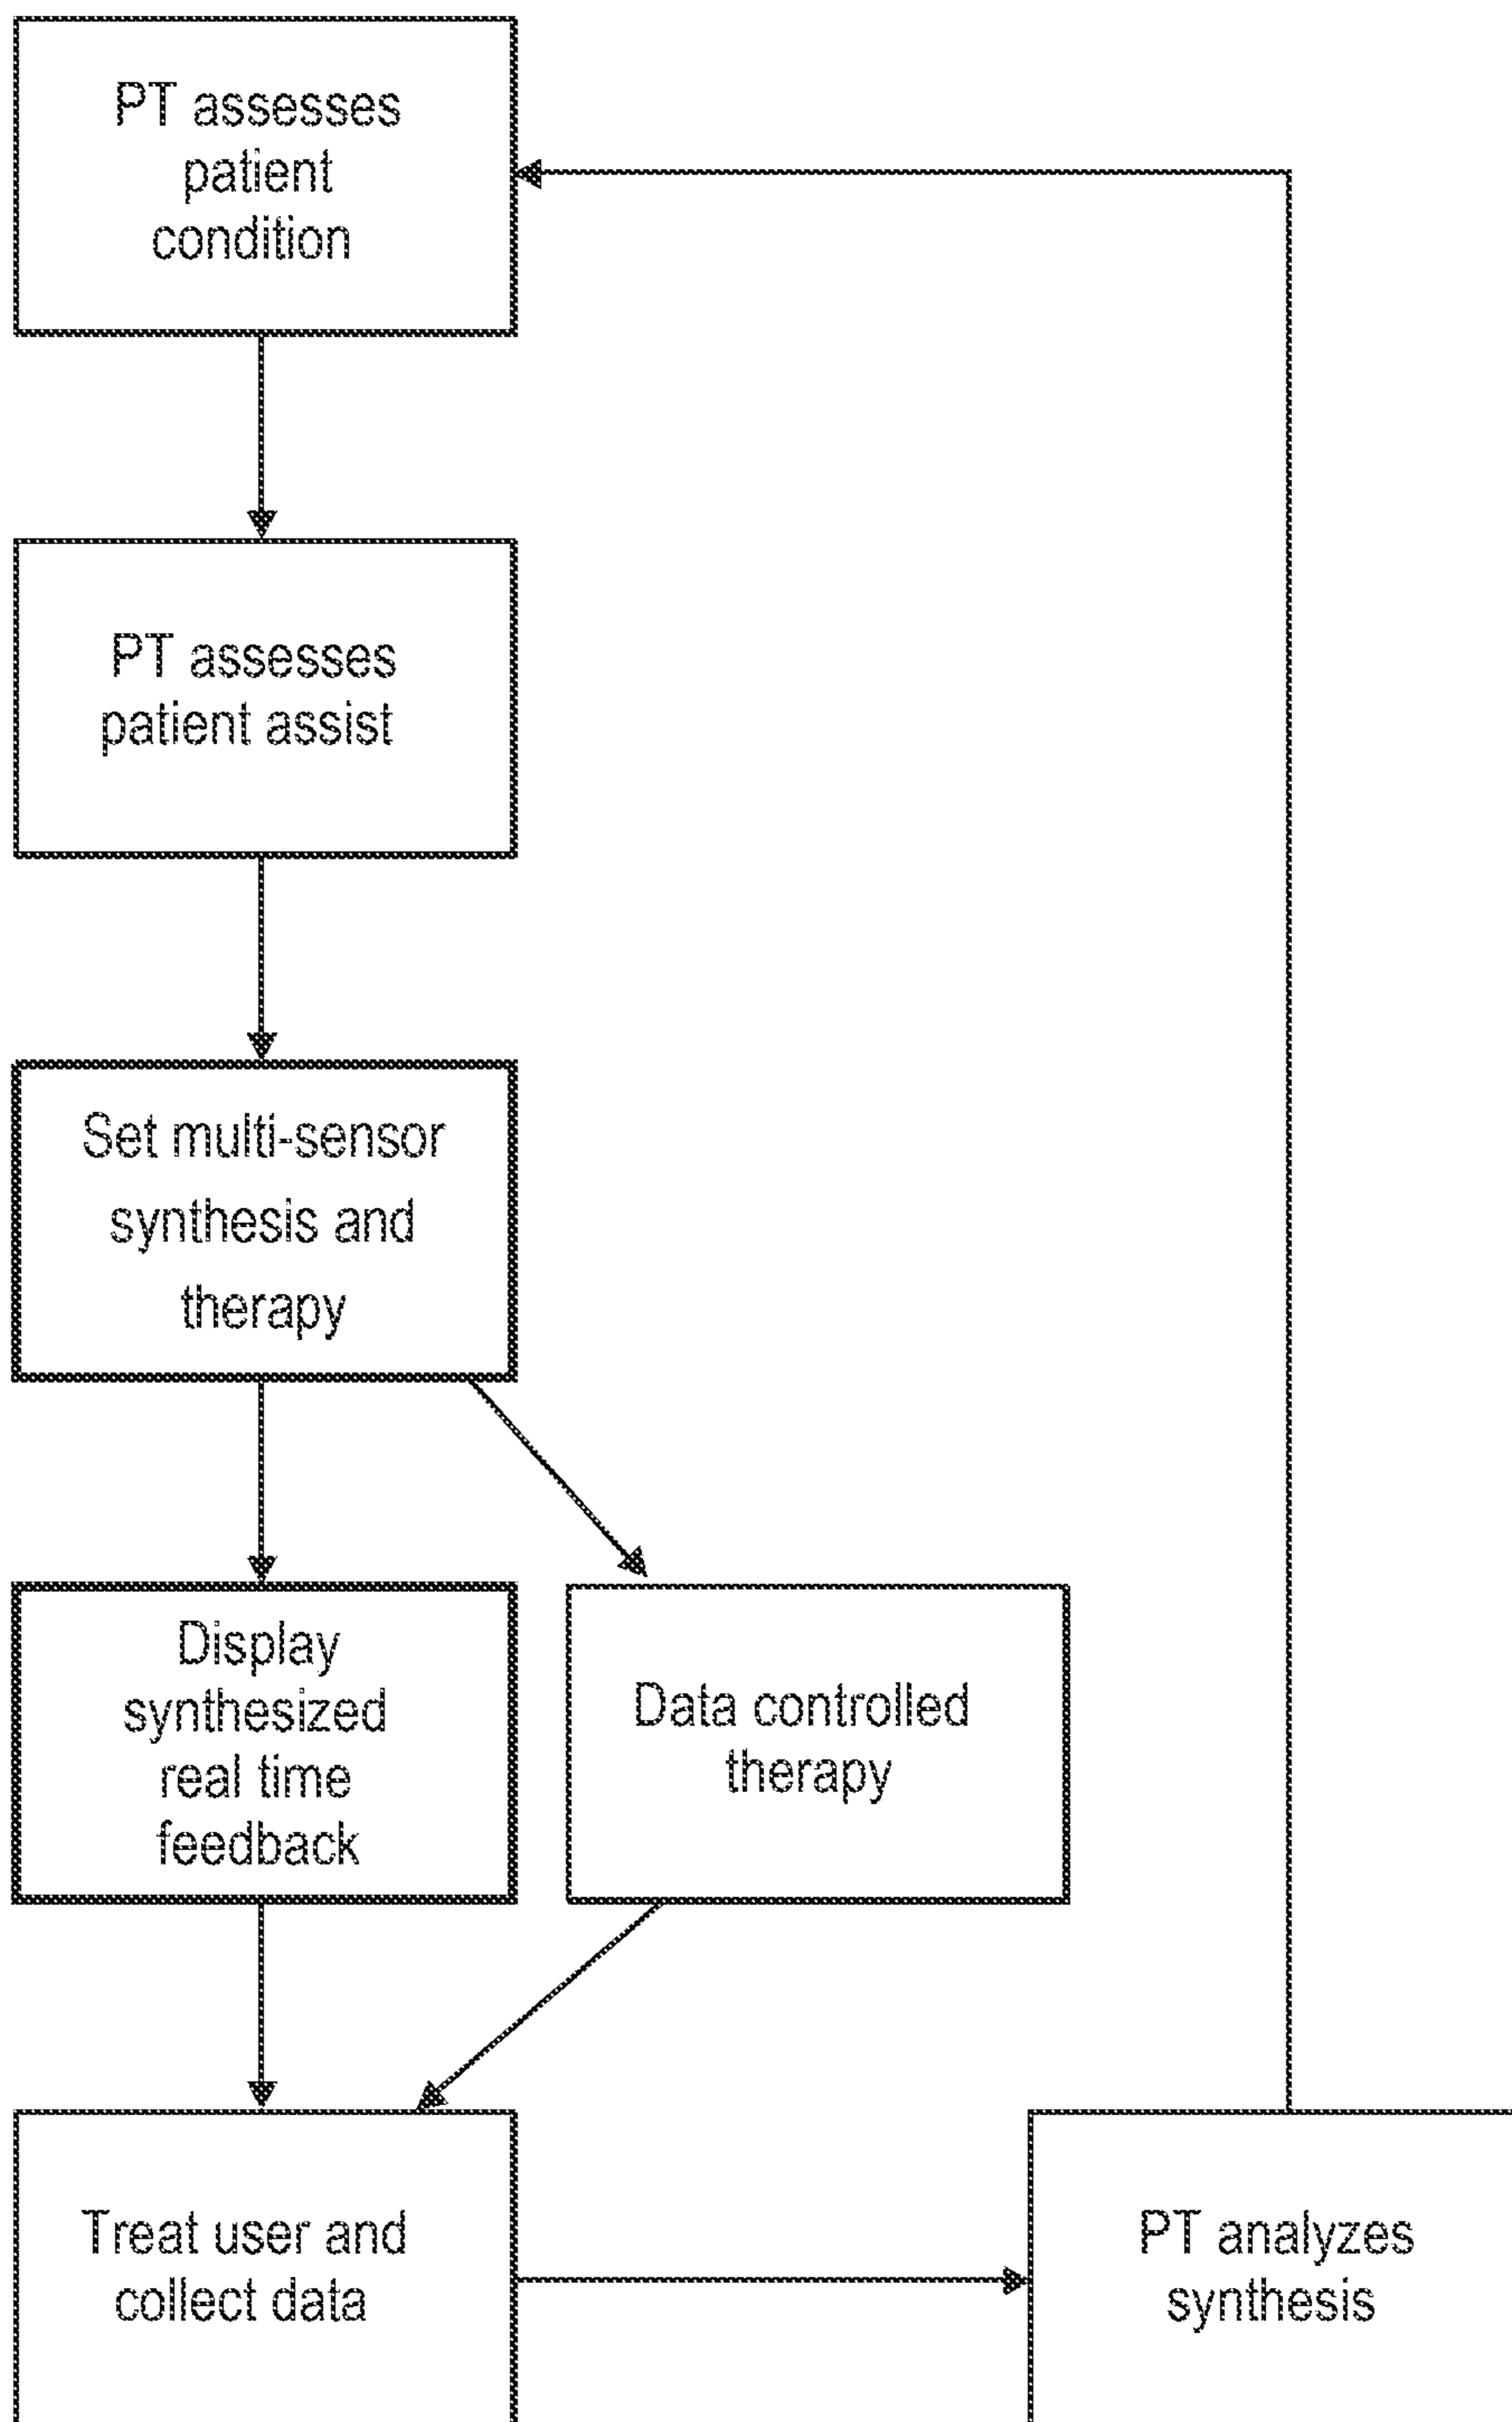 PT assesses
patient
condition
PT assesses
patient assist
Set multi-sensor
synthesis and
therapy
Display
synthesized
real time
feedback
Data controlled
therapy
Treat user and
collect data
PT analyzes
synthesis